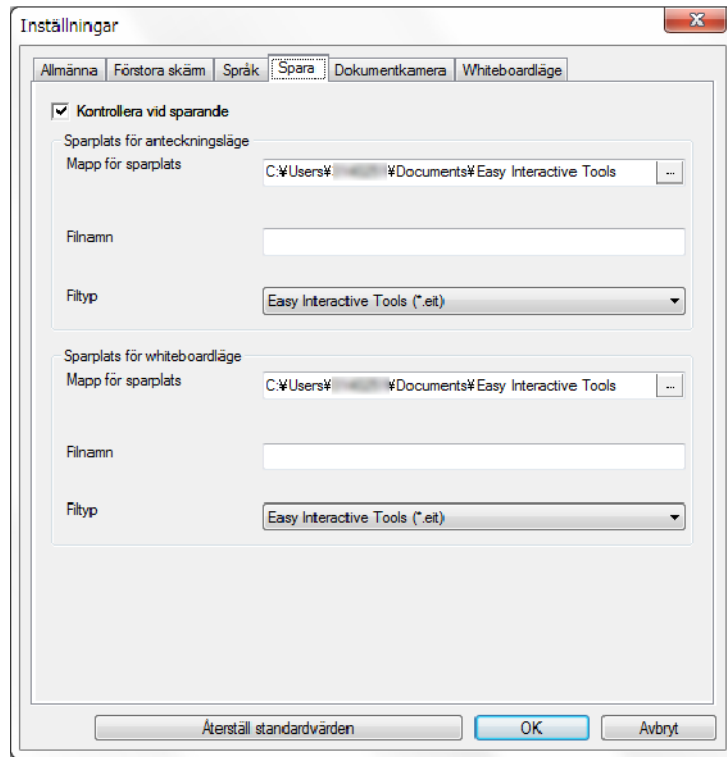 Inställningar
Allmänna Förstora skärm Språk Spara Dokumentkamera Whiteboardläge
Kontrollera vid sparande
Sparplats för anteckningsläge
Mapp för sparplats C:¥Users¥ ¥Documents¥Easy Interactive Tools ...
Filnamn
Filtyp Easy Interactive Tools (*.eit)
Sparplats för whiteboardläge
Mapp för sparplats C:¥Users¥ ¥Documents¥Easy Interactive Tools ...
Filnamn
Filtyp Easy Interactive Tools (*.eit)
Återställ standardvärden OK Avbryt